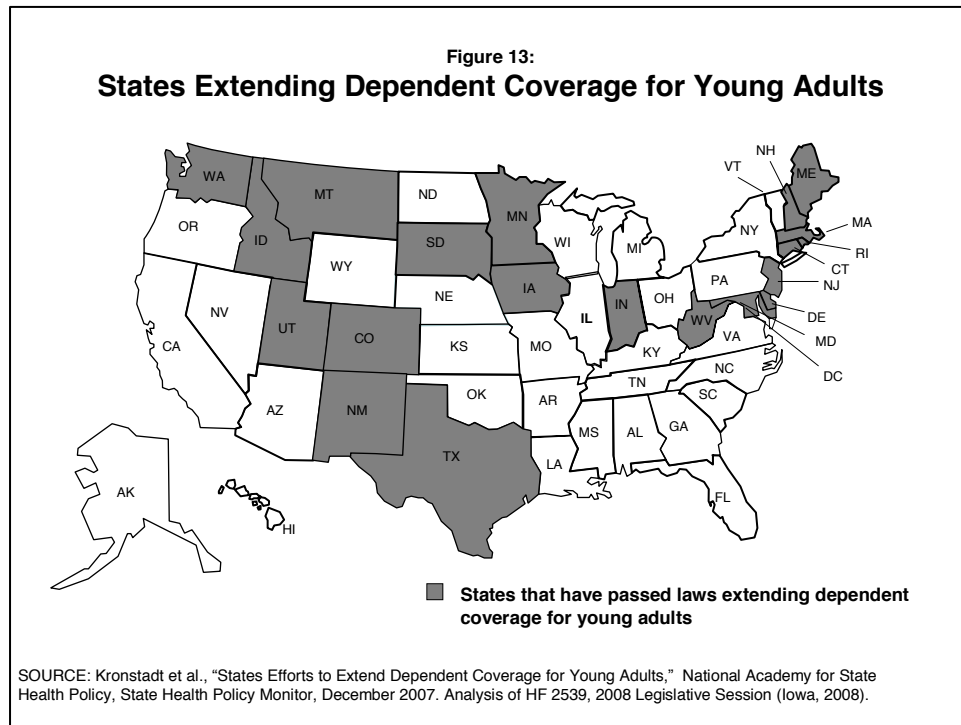 Figure 13:
States Extending Dependent Coverage for Young Adults
WA
MT
ND
MN
OR
ID
SD
WI
MI
WY
IA
NE
NV
UT
CO
CA
KS
MO
IL
IN
OH
PA
NY
VT
NH
ME
MA
RI
CT
NJ
DE
MD
DC
WV
VA
KY
NC
TN
SC
AZ
NM
OK
AR
TX
LA
MS
AL
GA
FL
AK
HI
States that have passed laws extending dependent
coverage for young adults
SOURCE: Kronstadt et al., “States Efforts to Extend Dependent Coverage for Young Adults,” National Academy for State
Health Policy, State Health Policy Monitor, December 2007. Analysis of HF 2539, 2008 Legislative Session (Iowa, 2008).